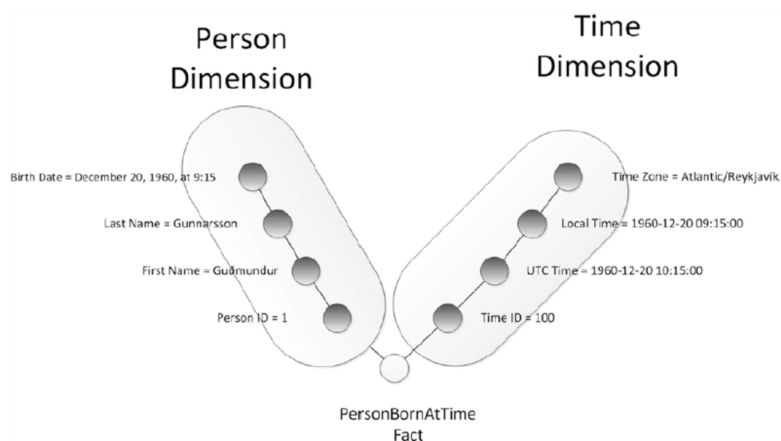 Person
Dimension
Time
Dimension
Birth Date = December 20, 1960, at 9:15
Time Zone = Atlantic/Reykjavík
Last Name = Gunnarsson
Local Time = 1960-12-20 09:15:00
First Name = Guðmundur
UTC Time = 1960-12-20 10:15:00
Person ID = 1
Time ID = 100
PersonBornAtTime
Fact